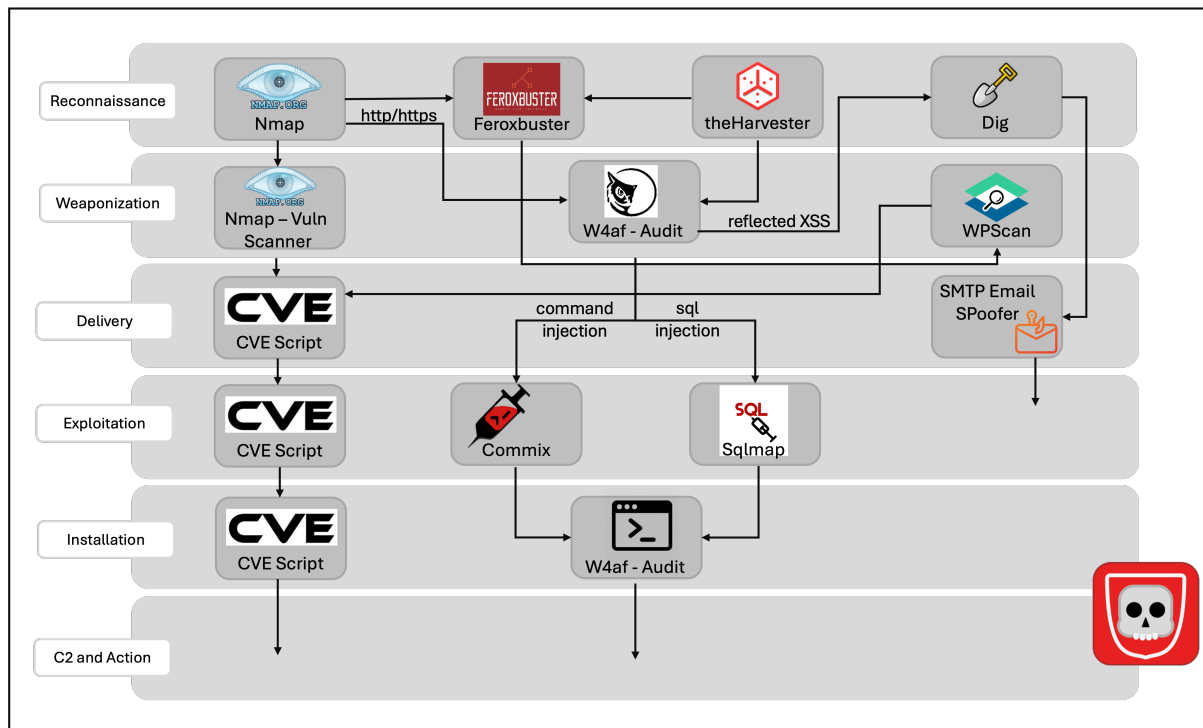 Reconnaissance
NMAP.ORG
Nmap
http/https
FEROXBUSTER
Feroxbuster
theHarvester
Dig
Weaponization
NMAP.ORG
Nmap – Vuln
Scanner
W4af - Audit
reflected XSS
WPScan
Delivery
CVE
CVE Script
command
injection
sql
injection
SMTP Email
SPoofer
Exploitation
CVE
CVE Script
Commix
SQL
Sqlmap
Installation
CVE
CVE Script
>_
W4af - Audit
C2 and Action